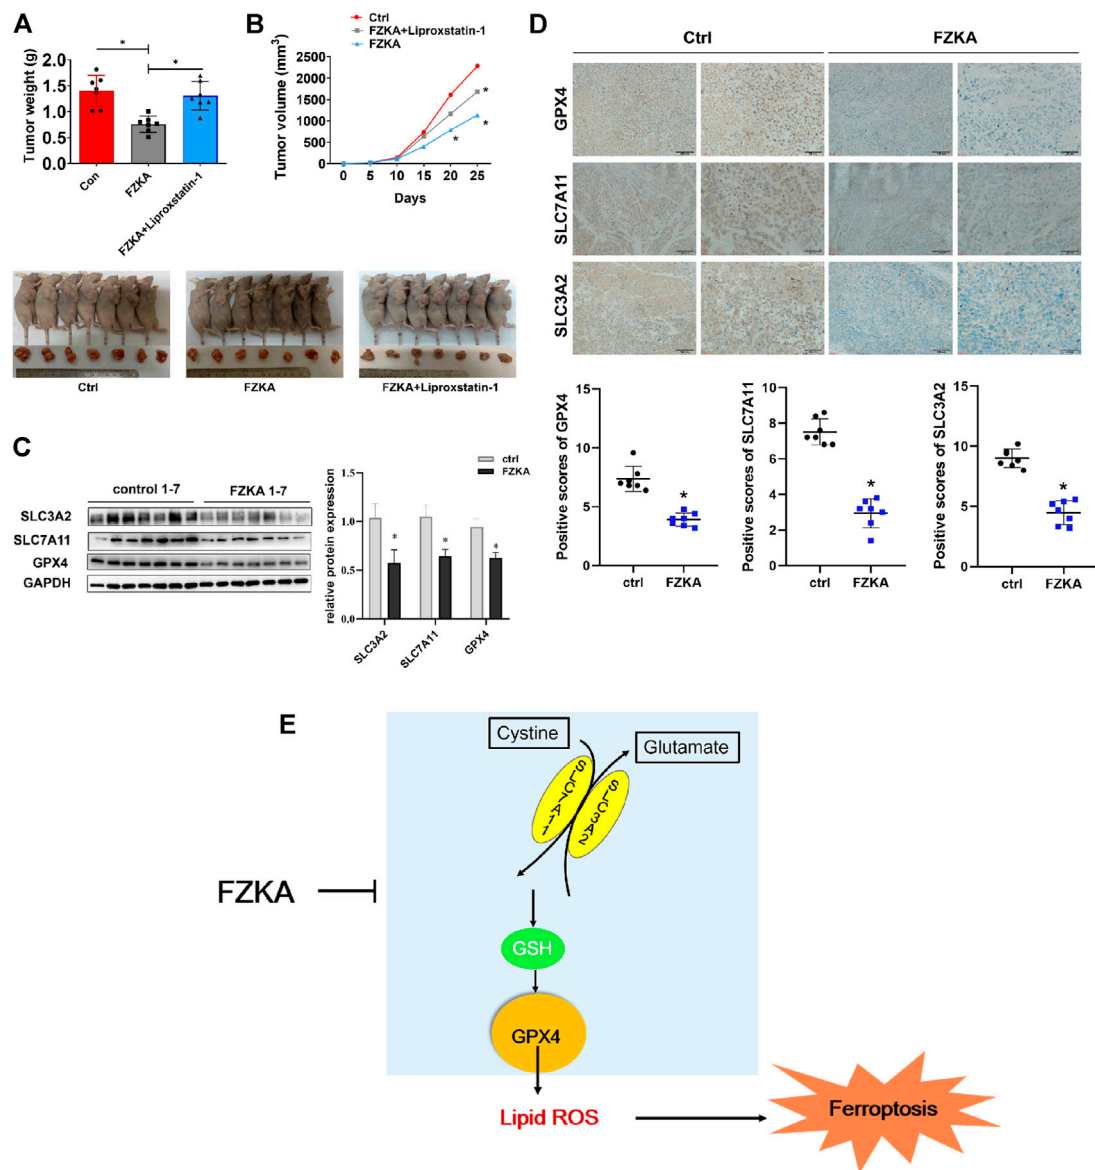 A
Tumor weight (g)
2.0
1.5
1.0
0.5
0.0
*
*
Con
FZKA
FZKA+Liproxstatin-1
B
Ctrl
FZKA+Liproxstatin-1
FZKA
Tumor volume (mm3)
2500
2000
1500
1000
500
0
*
*
*
0 5 10 15 20 25
Days
Ctrl
FZKA
FZKA+Liproxstatin-1
C
control 1-7
FZKA 1-7
SLC3A2
SLC7A11
GPX4
GAPDH
ctrl
FZKA
relative protein expression
1.5
1.0
0.5
0.0
*
*
*
SLC3A2
SLC7A11
GPX4
D
Ctrl
FZKA
GPX4
SLC7A11
SLC3A2
Positive scores of GPX4
15
10
5
0
*
ctrl
FZKA
Positive scores of SLC7A11
10
8
6
4
2
0
*
ctrl
FZKA
Positive scores of SLC3A2
15
10
5
0
*
ctrl
FZKA
E
Cystine
Glutamate
SLC7A11
SLC3A2
FZKA
GSH
GPX4
Lipid ROS
Ferroptosis